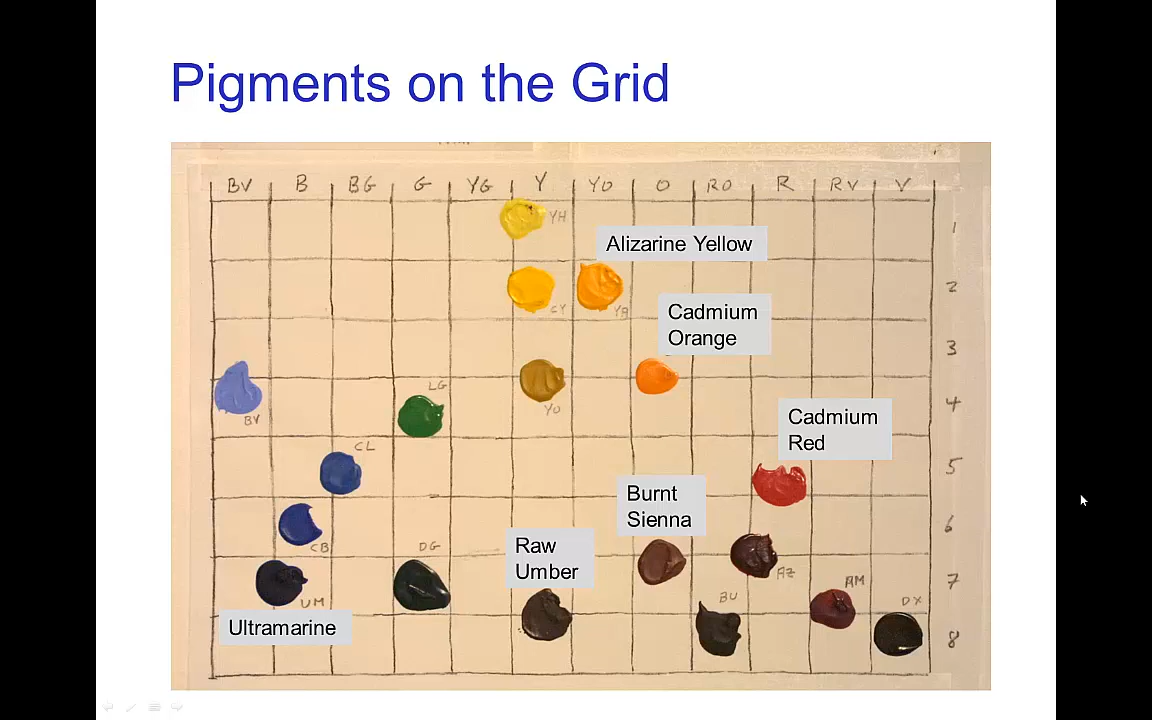 Pigments on the Grid
BV B BG G YG Y YO O RO R RV V
YH
1
Alizarine Yellow
2
CY
Cadmium
Orange
3
LG
Cadmium
Red
4
YO
BV
CL
5
Burnt
Sienna
6
CB
DG
Raw
Umber
AZ
7
AM
BU
DX
UM
Ultramarine
8